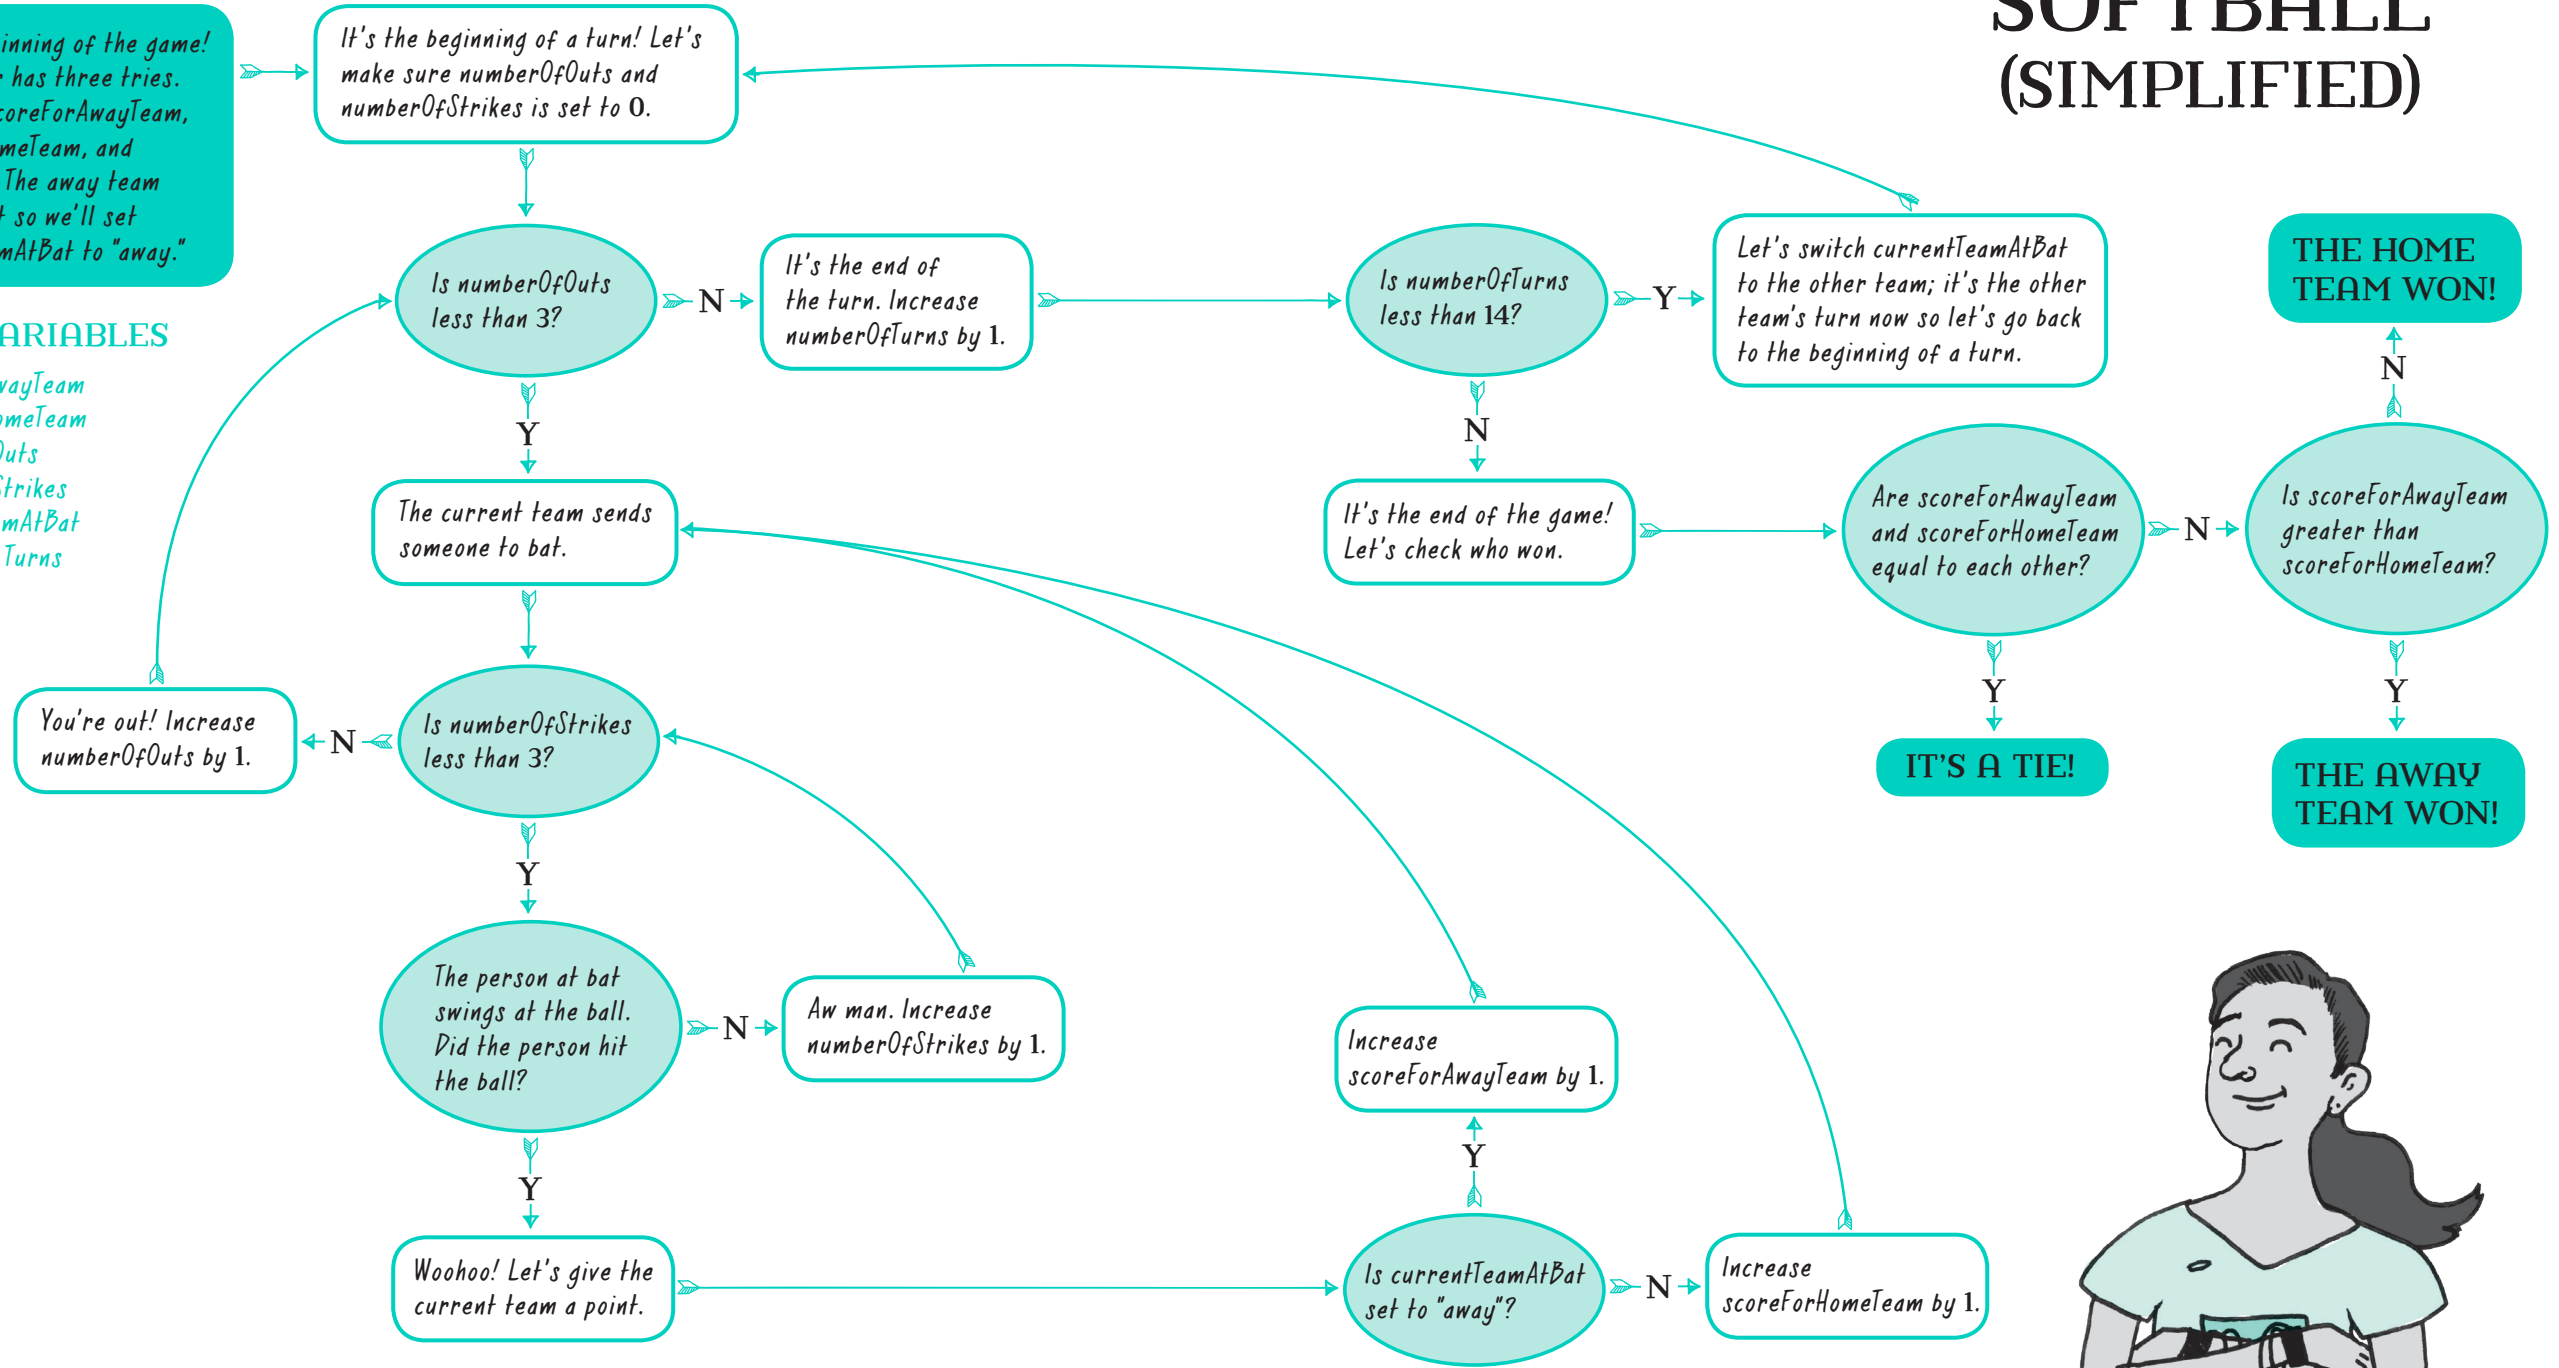 SOFTBALL
(SIMPLIFIED)
inning of the game!
has three tries.
coreForAwayTeam,
meTeam, and
The away team
so we'll set
mAtBat to "away."
ARIABLES
wayTeam
omeTeam
Outs
Strikes
mAtBat
Turns
It's the beginning of a turn! Let's
make sure numberOfOuts and
numberOfStrikes is set to 0.
Is numberOfOuts
less than 3?
N
It's the end of
the turn. Increase
numberOfTurns by 1.
Is numberOfTurns
less than 14?
Y
Let's switch currentTeamAtBat
to the other team; it's the other
team's turn now so let's go back
to the beginning of a turn.
THE HOME
TEAM WON!
N
Y
N
The current team sends
someone to bat.
It's the end of the game!
Let's check who won.
Are scoreForAwayTeam
and scoreForHomeTeam
equal to each other?
N
Is scoreForAwayTeam
greater than
scoreForHomeTeam?
Y
Y
IT'S A TIE!
THE AWAY
TEAM WON!
You're out! Increase
numberOfOuts by 1.
N
Is numberOfStrikes
less than 3?
Y
The person at bat
swings at the ball.
Did the person hit
the ball?
N
Aw man. Increase
numberOfStrikes by 1.
Increase
scoreForAwayTeam by 1.
Y
Y
Woohoo! Let's give the
current team a point.
Is currentTeamAtBat
set to "away"?
N
Increase
scoreForHomeTeam by 1.